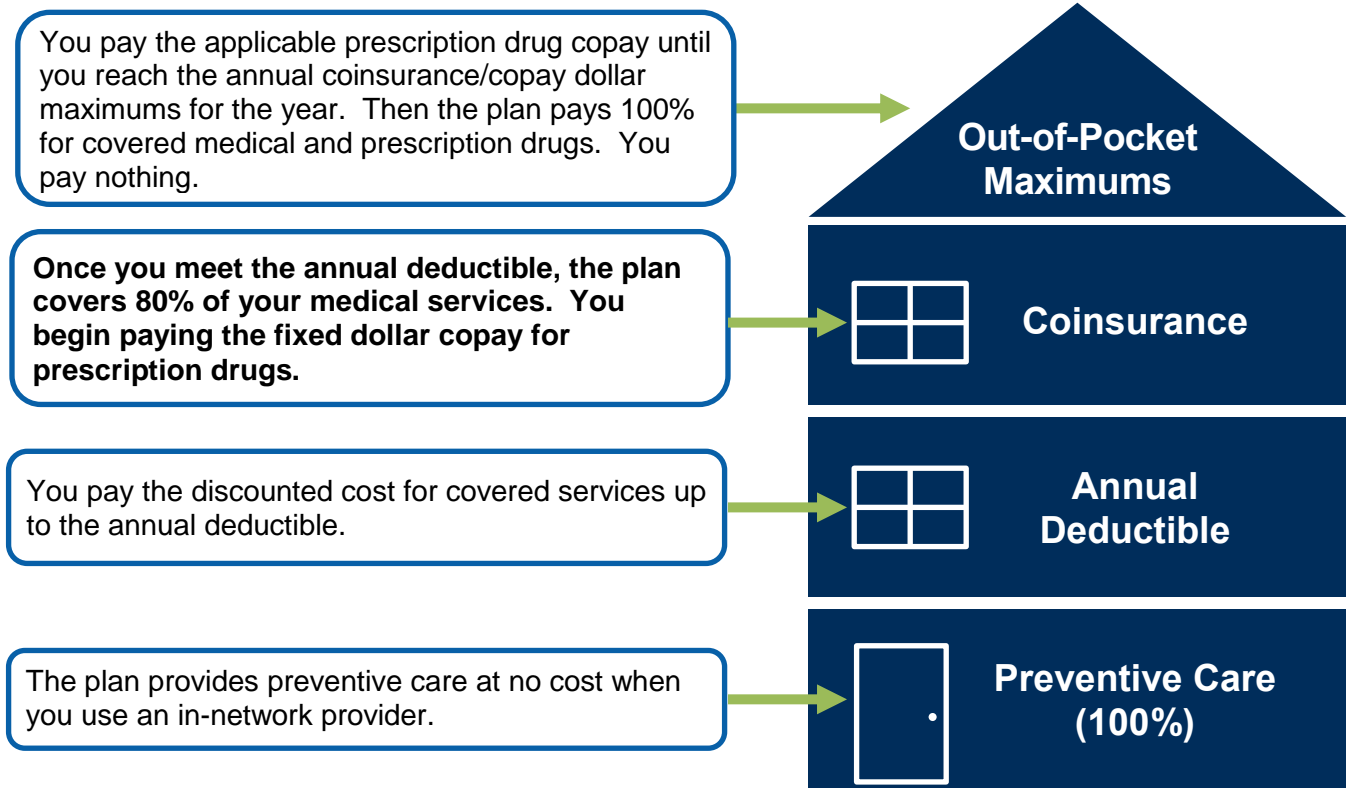 You pay the applicable prescription drug copay until
you reach the annual coinsurance/copay dollar
maximums for the year.  Then the plan pays 100%
for covered medical and prescription drugs.  You
pay nothing.
Out-of-Pocket
Maximums
Once you meet the annual deductible, the plan
covers 80% of your medical services.  You
begin paying the fixed dollar copay for
prescription drugs.
Coinsurance
You pay the discounted cost for covered services up
to the annual deductible.
Annual
Deductible
The plan provides preventive care at no cost when
you use an in-network provider.
Preventive Care
(100%)